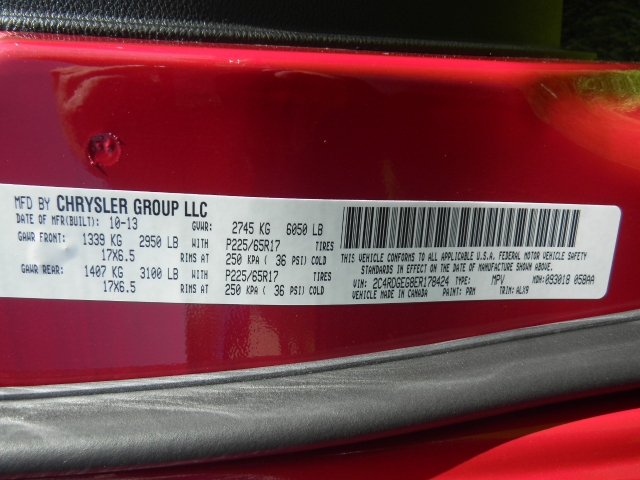 MFD BY CHRYSLER GROUP LLC
DATE OF MFR(BUILT): 10-13 GVWR: 2745 KG 6050 LB
GAWR FRONT: 1339 KG 2950 LB WITH P225/65R17 TIRES
17X6.5 RIMS AT 250 KPA ( 36 PSI) COLD
GAWR REAR: 1407 KG 3100 LB WITH P225/65R17 TIRES
17X6.5 RIMS AT 250 KPA ( 36 PSI) COLD
THIS VEHICLE CONFORMS TO ALL APPLICABLE U.S.A. FEDERAL MOTOR VEHICLE SAFETY
STANDARDS IN EFFECT ON THE DATE OF MANUFACTURE SHOWN ABOVE.
VIN: 2C4RDGEG8ER178424 TYPE: MPV MDH: 093018 058AA
VEHICLE MADE IN CANADA PAINT: PRM TRIM: ALX9